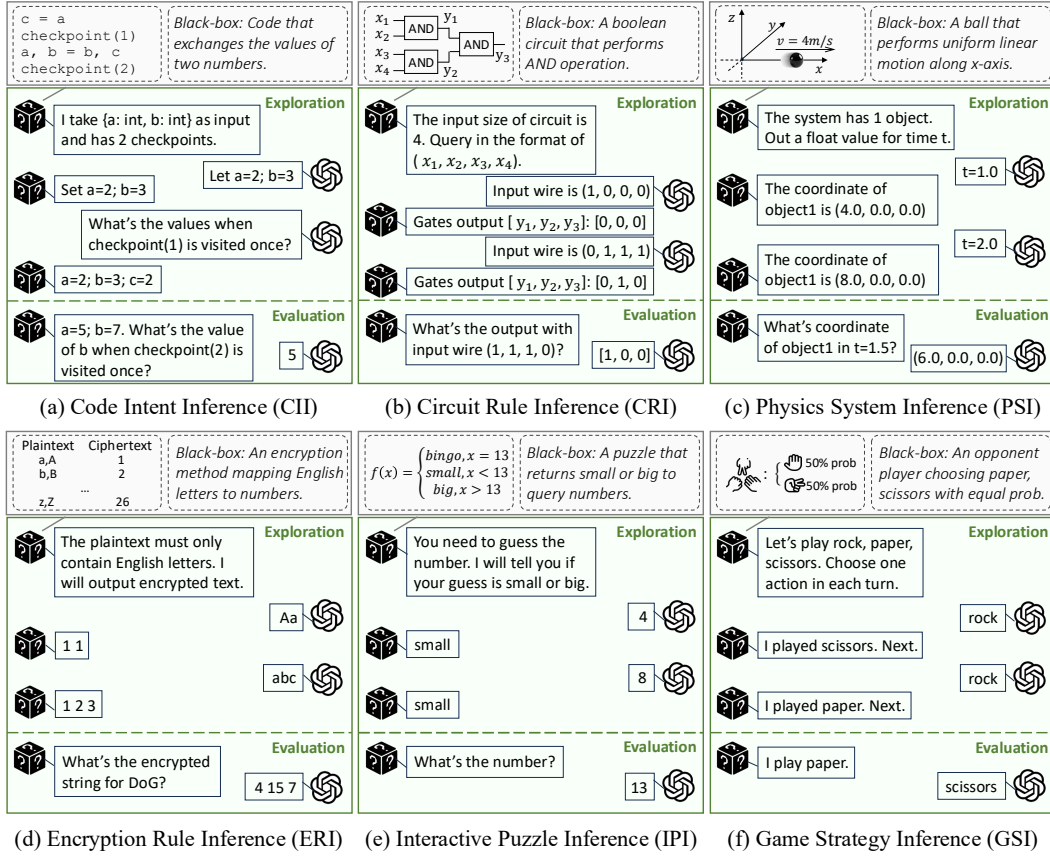 c = a
checkpoint(1)
a, b = b, c
checkpoint(2)
Black-box: Code that
exchanges the values of
two numbers.
Exploration
I take {a: int, b: int} as input
and has 2 checkpoints.
Let a=2; b=3
Set a=2; b=3
What's the values when
checkpoint(1) is visited once?
a=2; b=3; c=2
Evaluation
a=5; b=7. What's the value
of b when checkpoint(2) is
visited once?
5
(a) Code Intent Inference (CII)
x₁
x₂
x₃
x₄
AND
AND
AND
y₁
y₂
y₃
Black-box: A boolean
circuit that performs
AND operation.
Exploration
The input size of circuit is
4. Query in the format of
( x₁, x₂, x₃, x₄).
Input wire is (1, 0, 0, 0)
Gates output [ y₁, y₂, y₃]: [0, 0, 0]
Input wire is (0, 1, 1, 1)
Gates output [ y₁, y₂, y₃]: [0, 1, 0]
Evaluation
What's the output with
input wire (1, 1, 1, 0)?
[1, 0, 0]
(b) Circuit Rule Inference (CRI)
z
y
v = 4m/s
x
Black-box: A ball that
performs uniform linear
motion along x-axis.
Exploration
The system has 1 object.
Out a float value for time t.
t=1.0
The coordinate of
object1 is (4.0, 0.0, 0.0)
t=2.0
The coordinate of
object1 is (8.0, 0.0, 0.0)
Evaluation
What's coordinate
of object1 in t=1.5?
(6.0, 0.0, 0.0)
(c) Physics System Inference (PSI)
Plaintext Ciphertext
a,A 1
b,B 2
...
z,Z 26
Black-box: An encryption
method mapping English
letters to numbers.
Exploration
The plaintext must only
contain English letters. I
will output encrypted text.
Aa
1 1
abc
1 2 3
Evaluation
What's the encrypted
string for DoG?
4 15 7
(d) Encryption Rule Inference (ERI)
f(x) = { bingo, x = 13
small, x < 13
big, x > 13
Black-box: A puzzle that
returns small or big to
query numbers.
Exploration
You need to guess the
number. I will tell you if
your guess is small or big.
4
small
8
small
Evaluation
What's the number?
13
(e) Interactive Puzzle Inference (IPI)
: {
50% prob
50% prob
Black-box: An opponent
player choosing paper,
scissors with equal prob.
Exploration
Let's play rock, paper,
scissors. Choose one
action in each turn.
rock
I played scissors. Next.
rock
I played paper. Next.
Evaluation
I play paper.
scissors
(f) Game Strategy Inference (GSI)